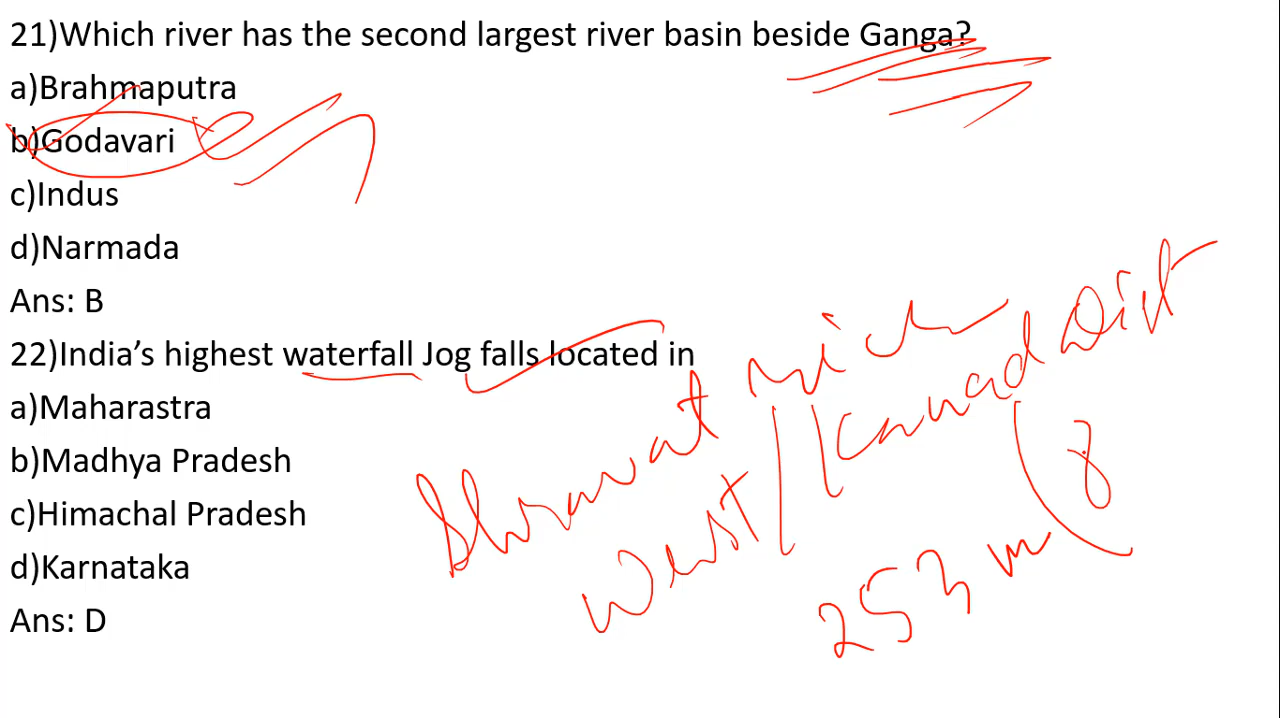 21)Which river has the second largest river basin beside Ganga?
a)Brahmaputra
b)Godavari
c)Indus
d)Narmada
Ans: B
22)India’s highest waterfall Jog falls located in
a)Maharastra
b)Madhya Pradesh
c)Himachal Pradesh
d)Karnataka
Ans: D
West
Dist
253 m